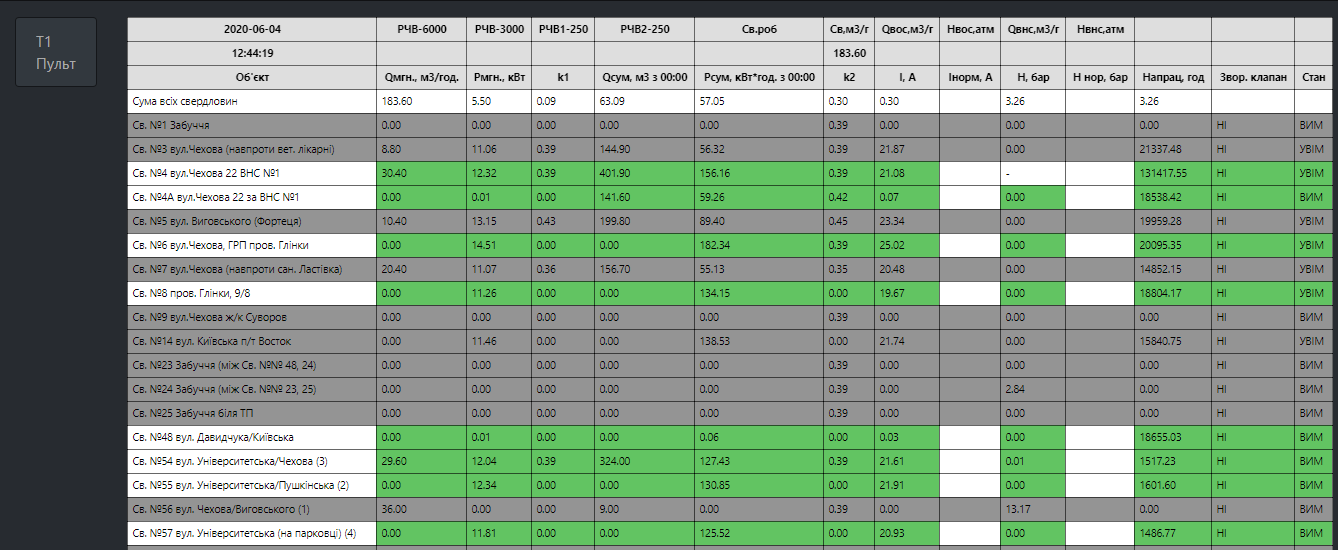 Т1
Пульт
2020-06-04 РЧВ-6000 РЧВ-3000 РЧВ1-250 РЧВ2-250 Св.роб Св,м3/г Qвос,м3/г Нвос,атм Qвнс,м3/г Нвнс,атм
12:44:19 183.60
Об´єкт Qмгн., м3/год. Pмгн., кВт k1 Qсум, м3 з 00:00 Pсум, кВт*год. з 00:00 k2 I, А Iнорм, А Н, бар Н нор, бар Напрац, год Звор. клапан Стан
Сума всіх свердловин 183.60 5.50 0.09 63.09 57.05 0.30 0.30 3.26 3.26
Св. №1 Забуччя 0.00 0.00 0.00 0.00 0.00 0.39 0.00 0.00 0.00 НІ ВИМ
Св. №3 вул.Чехова (навпроти вет. лікарні) 8.80 11.06 0.39 144.90 56.32 0.39 21.87 0.00 21337.48 НІ УВІМ
Св. №4 вул.Чехова 22 ВНС №1 30.40 12.32 0.39 401.90 156.16 0.39 21.08 - 131417.55 НІ УВІМ
Св. №4А вул.Чехова 22 за ВНС №1 0.00 0.01 0.00 141.60 59.26 0.42 0.07 0.00 18538.42 НІ ВИМ
Св. №5 вул. Виговського (Фортеця) 10.40 13.15 0.43 199.80 89.40 0.45 23.34 0.00 19959.28 НІ УВІМ
Св. №6 вул.Чехова, ГРП пров. Глінки 0.00 14.51 0.00 0.00 182.34 0.39 25.02 0.00 20095.35 НІ УВІМ
Св. №7 вул.Чехова (навпроти сан. Ластівка) 20.40 11.07 0.36 156.70 55.13 0.35 20.48 0.00 14852.15 НІ УВІМ
Св. №8 пров. Глінки, 9/8 0.00 11.26 0.00 0.00 134.15 0.00 19.67 0.00 18804.17 НІ УВІМ
Св. №9 вул.Чехова ж/к Суворов 0.00 0.00 0.00 0.00 0.00 0.39 0.00 0.00 0.00 НІ ВИМ
Св. №14 вул. Київська п/т Восток 0.00 11.46 0.00 0.00 138.53 0.00 21.74 0.00 15840.75 НІ УВІМ
Св. №23 Забуччя (між Св. №№ 48, 24) 0.00 0.00 0.00 0.00 0.00 0.39 0.00 0.00 0.00 НІ ВИМ
Св. №24 Забуччя (між Св. №№ 23, 25) 0.00 0.00 0.00 0.00 0.00 0.39 0.00 2.84 0.00 НІ ВИМ
Св. №25 Забуччя біля ТП 0.00 0.00 0.00 0.00 0.00 0.39 0.00 0.00 0.00 НІ ВИМ
Св. №48 вул. Давидчука/Київська 0.00 0.01 0.00 0.00 0.06 0.00 0.03 0.00 18655.03 НІ ВИМ
Св. №54 вул. Університетська/Чехова (3) 29.60 12.04 0.39 324.00 127.43 0.39 21.61 0.01 1517.23 НІ ВИМ
Св. №55 вул. Університетська/Пушкінська (2) 0.00 12.34 0.00 0.00 130.85 0.00 21.91 0.00 1601.60 НІ ВИМ
Св. №56 вул. Чехова/Виговського (1) 36.00 0.00 0.00 9.00 0.00 0.39 0.00 13.17 0.00 НІ ВИМ
Св. №57 вул. Університетська (на парковці) (4) 0.00 11.81 0.00 0.00 125.52 0.00 20.93 0.00 1486.77 НІ ВИМ